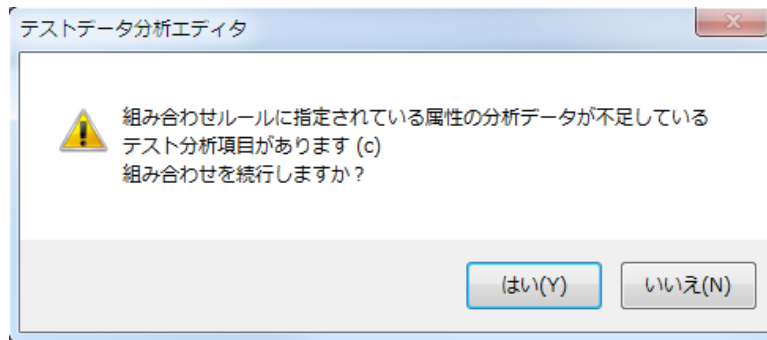 テストデータ分析エディタ
組み合わせルールに指定されている属性の分析データが不足している
テスト分析項目があります (c)
組み合わせを続行しますか？
はい(Y)
いいえ(N)